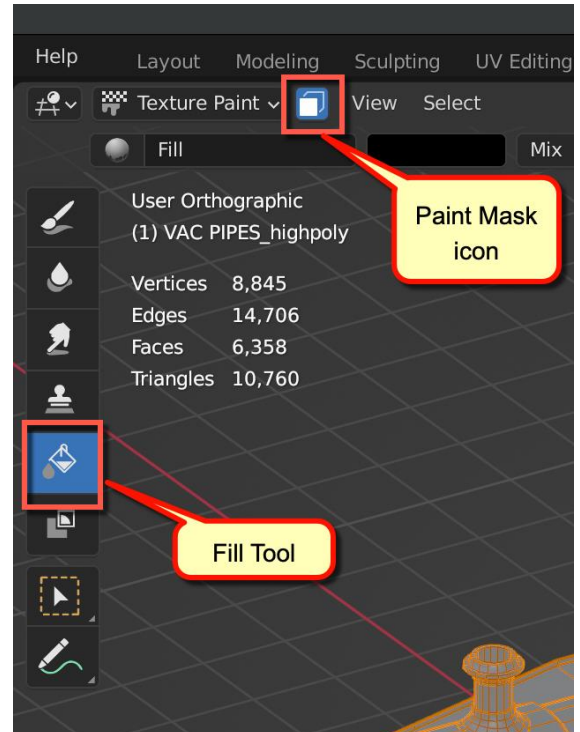 Help Layout Modeling Sculpting UV Editing
Texture Paint View Select
Fill Mix
User Orthographic
(1) VAC PIPES_highpoly
Paint Mask
icon
Vertices 8,845
Edges 14,706
Faces 6,358
Triangles 10,760
Fill Tool